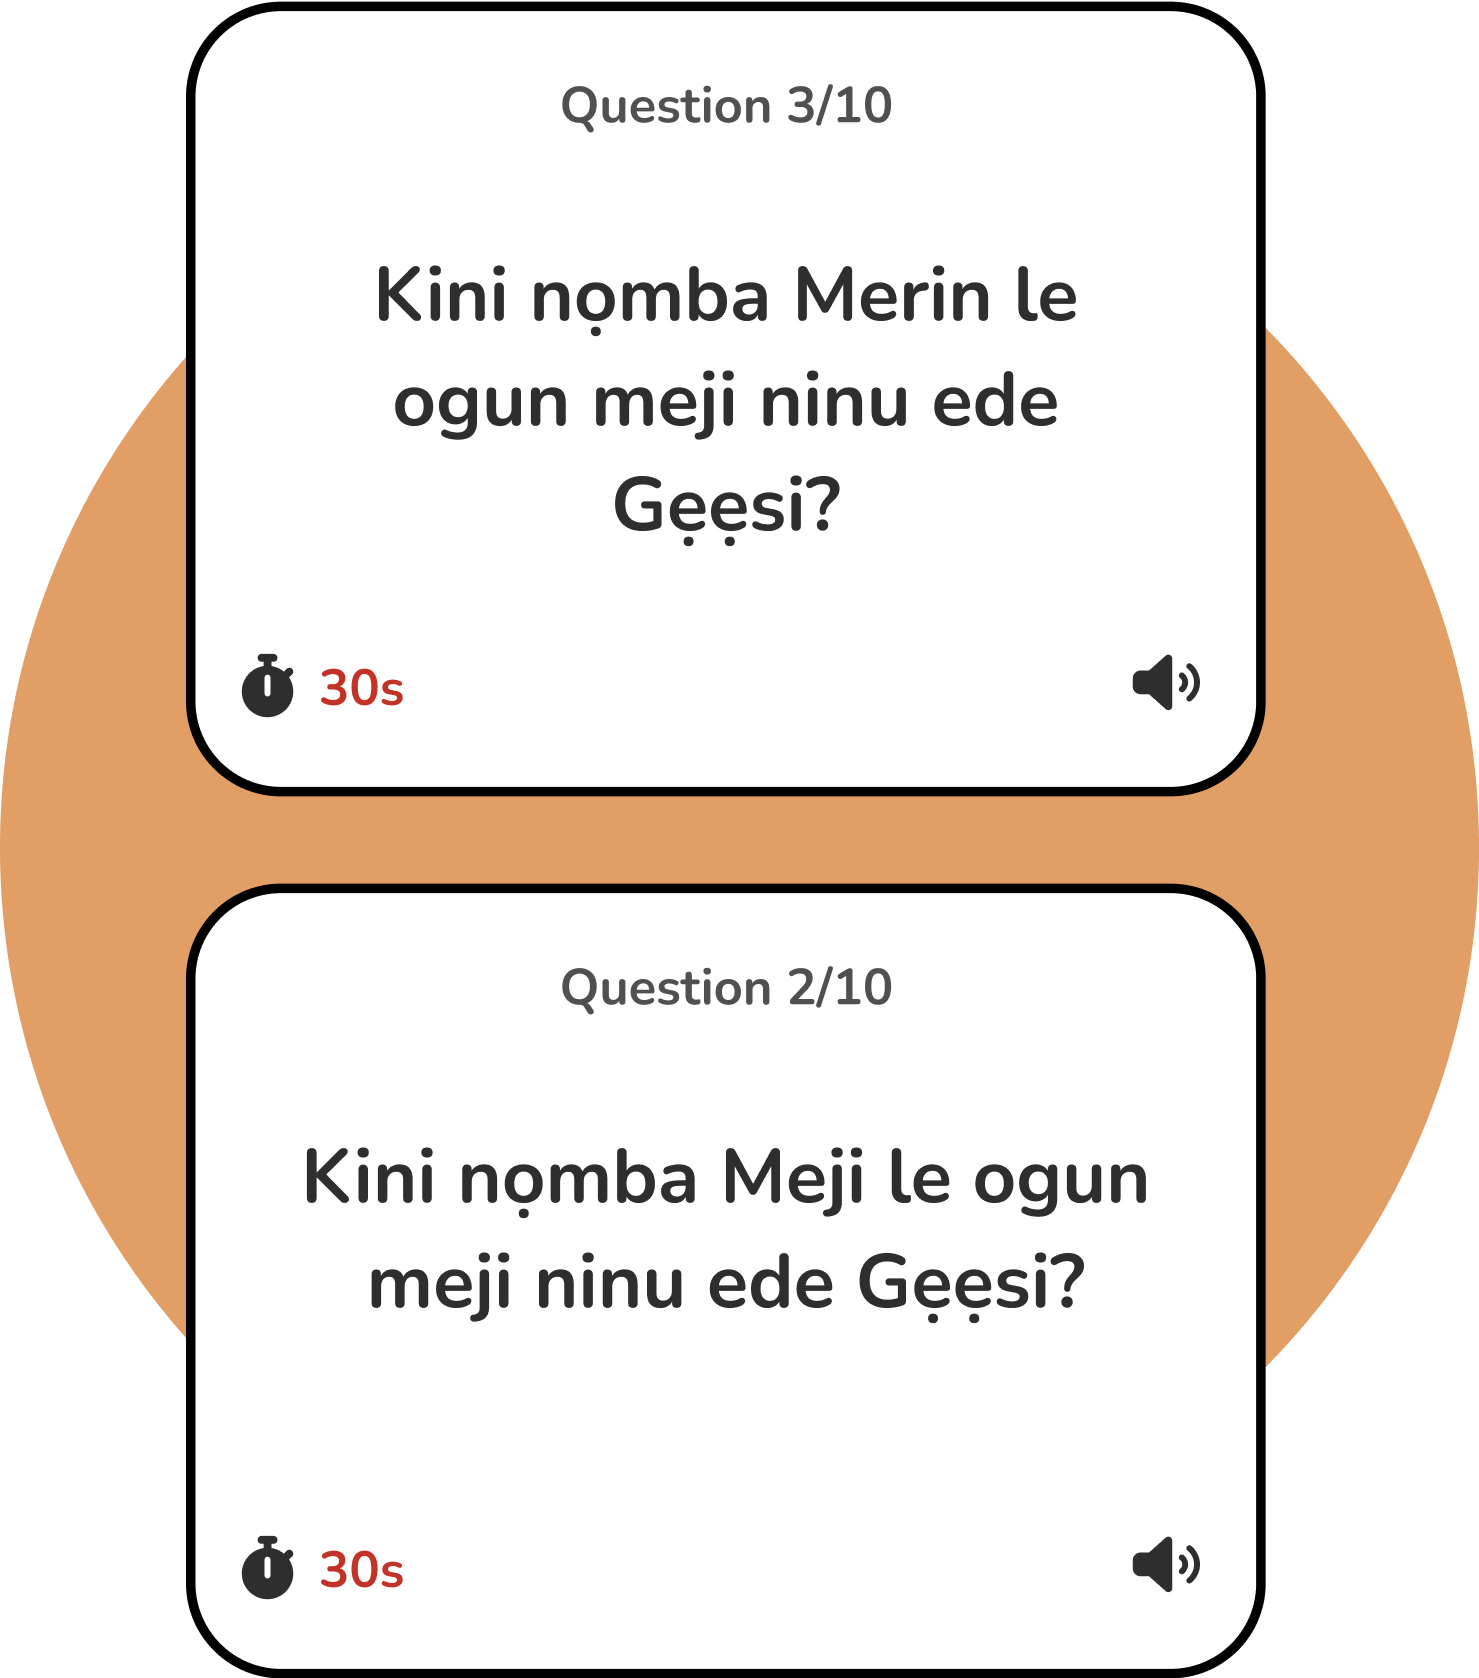 Question 3/10
Kini nọmba Merin le
ogun meji ninu ede
Gẹẹsi?
30s
Question 2/10
Kini nọmba Meji le ogun
meji ninu ede Gẹẹsi?
30s